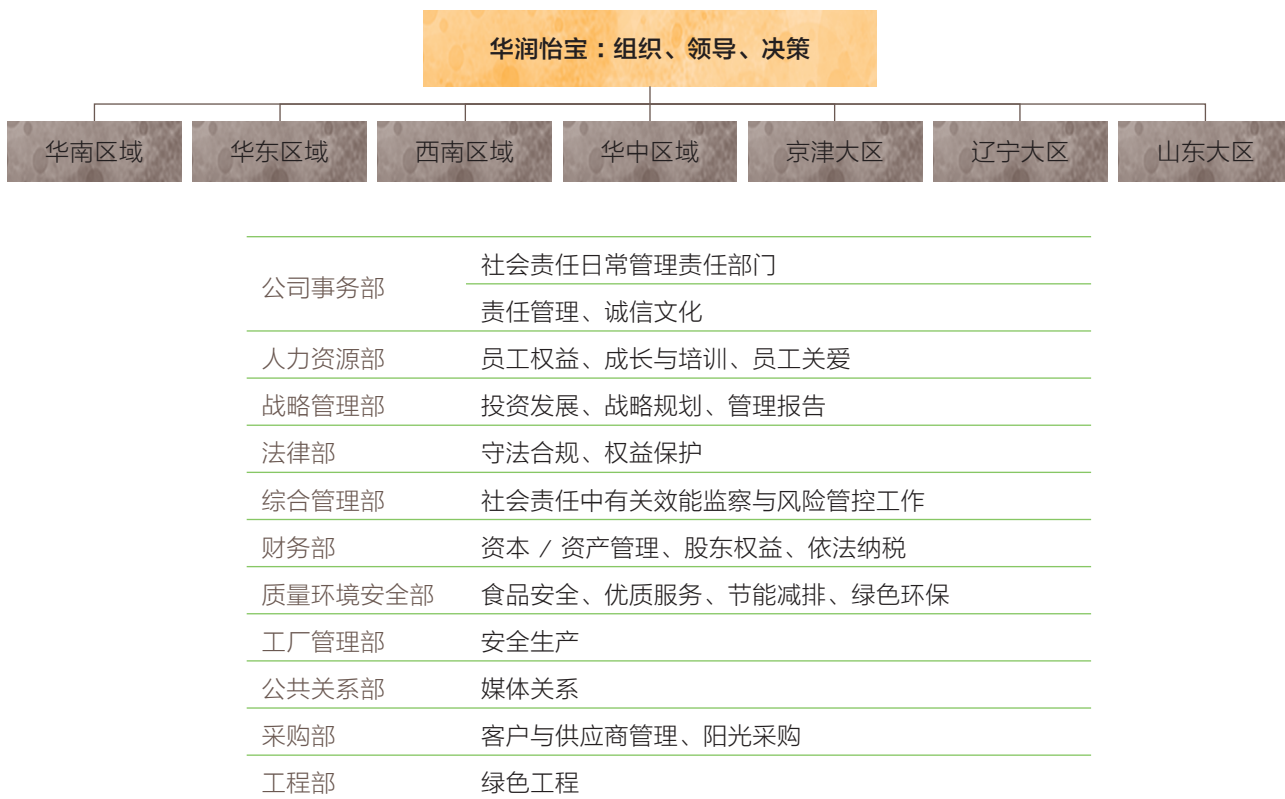 华润怡宝：组织、领导、决策
华南区域 华东区域 西南区域 华中区域 京津大区 辽宁大区 山东大区
公司事务部 社会责任日常管理责任部门
责任管理、诚信文化
人力资源部 员工权益、成长与培训、员工关爱
战略管理部 投资发展、战略规划、管理报告
法律部 守法合规、权益保护
综合管理部 社会责任中有关效能监察与风险管控工作
财务部 资本 / 资产管理、股东权益、依法纳税
质量环境安全部 食品安全、优质服务、节能减排、绿色环保
工厂管理部 安全生产
公共关系部 媒体关系
采购部 客户与供应商管理、阳光采购
工程部 绿色工程